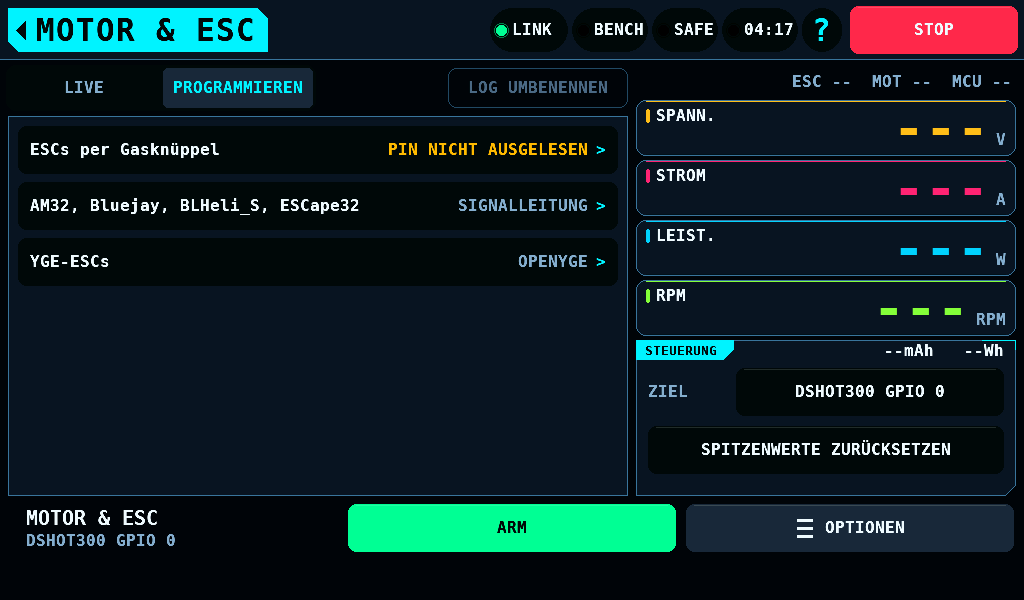 MOTOR & ESC
LINK
BENCH
SAFE
04:17
?
STOP
LIVE
PROGRAMMIEREN
LOG UMBENENNEN
ESC --
MOT --
MCU --
ESCs per Gasknüppel
PIN NICHT AUSGELESEN >
AM32, Bluejay, BLHeli_S, ESCape32
SIGNALLEITUNG >
YGE-ESCs
OPENYGE >
SPANN.
--- V
STROM
--- A
LEIST.
--- W
RPM
--- RPM
STEUERUNG
--mAh
--Wh
ZIEL
DSHOT300 GPIO 0
SPITZENWERTE ZURÜCKSETZEN
MOTOR & ESC
DSHOT300 GPIO 0
ARM
OPTIONEN